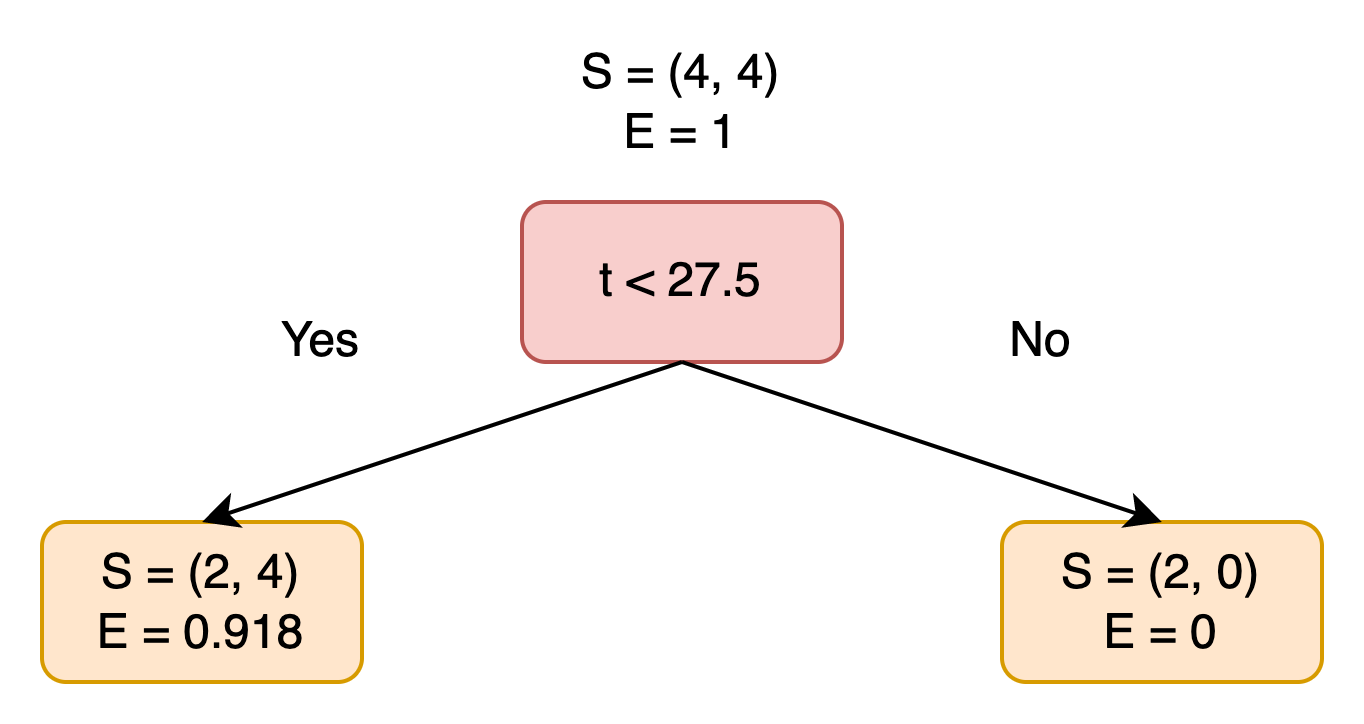 S = (4, 4)
E = 1
t < 27.5
Yes
No
S = (2, 4)
E = 0.918
S = (2, 0)
E = 0